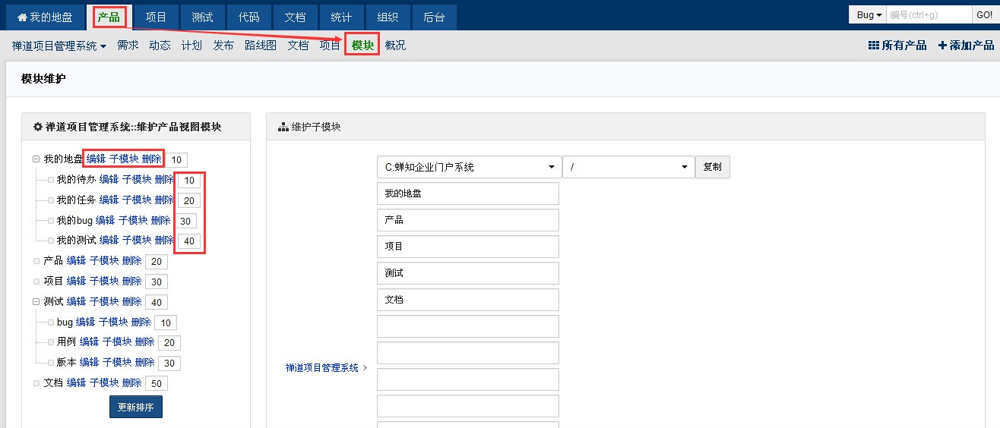 我的地盘 产品 项目 测试 代码 文档 统计 组织 后台 Bug 编号(ctrl+g) GO!
禅道项目管理系统 需求 动态 计划 发布 路线图 文档 项目 模块 概况 所有产品 添加产品
模块维护
禅道项目管理系统::维护产品视图模块
我的地盘 编辑 子模块 删除 10
我的待办 编辑 子模块 删除 10
我的任务 编辑 子模块 删除 20
我的bug 编辑 子模块 删除 30
我的测试 编辑 子模块 删除 40
产品 编辑 子模块 删除 20
项目 编辑 子模块 删除 30
测试 编辑 子模块 删除 40
bug 编辑 子模块 删除 10
用例 编辑 子模块 删除 20
版本 编辑 子模块 删除 30
文档 编辑 子模块 删除 50
更新排序
维护子模块
C:蝉知企业门户系统 / 复制
我的地盘
产品
项目
测试
文档
禅道项目管理系统 >